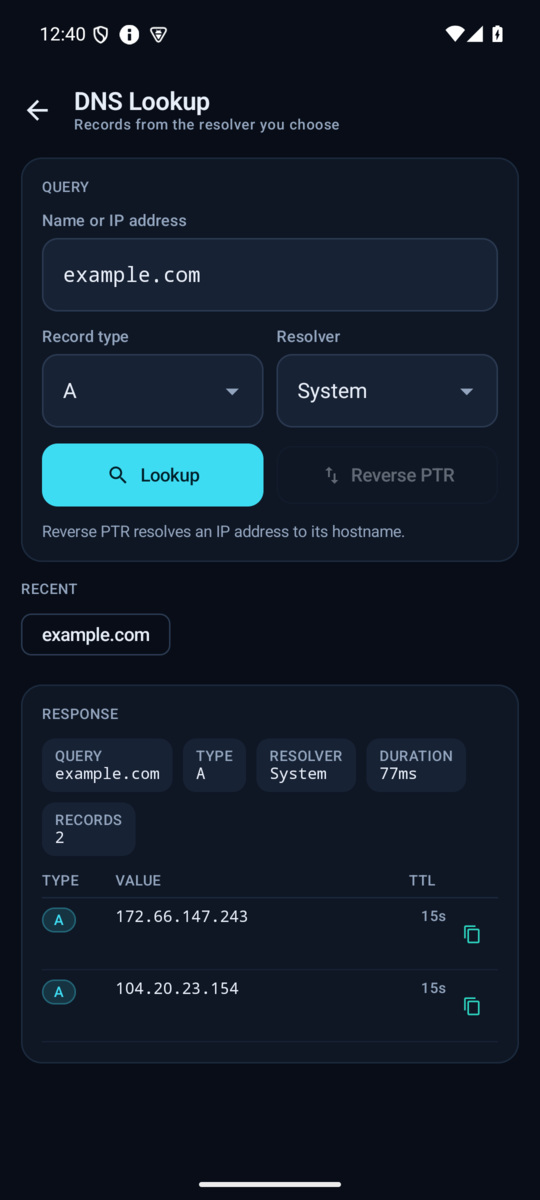 12:40
DNS Lookup
Records from the resolver you choose
QUERY
Name or IP address
example.com
Record type Resolver
A System
Lookup Reverse PTR
Reverse PTR resolves an IP address to its hostname.
RECENT
example.com
RESPONSE
QUERY TYPE RESOLVER DURATION
example.com A System 77ms
RECORDS
2
TYPE VALUE TTL
A 172.66.147.243 15s
A 104.20.23.154 15s